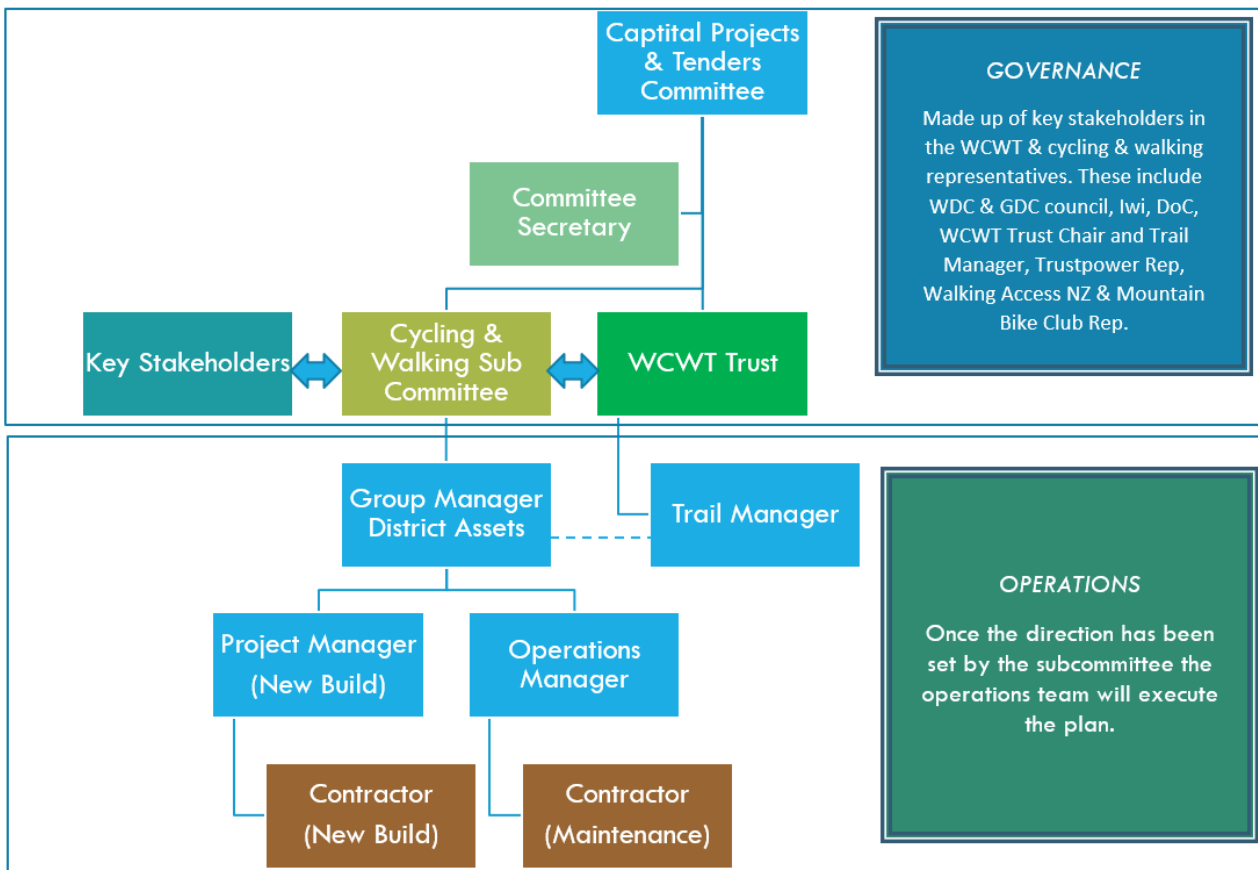 Captital Projects
& Tenders
Committee
Committee
Secretary
Key Stakeholders
Cycling &
Walking Sub
Committee
WCWT Trust
GOVERNANCE
Made up of key stakeholders in
the WCWT & cycling & walking
representatives. These include
WDC & GDC council, Iwi, DoC,
WCWT Trust Chair and Trail
Manager, Trustpower Rep,
Walking Access NZ & Mountain
Bike Club Rep.
Group Manager
District Assets
Trail Manager
Project Manager
(New Build)
Operations
Manager
Contractor
(New Build)
Contractor
(Maintenance)
OPERATIONS
Once the direction has been
set by the subcommittee the
operations team will execute
the plan.